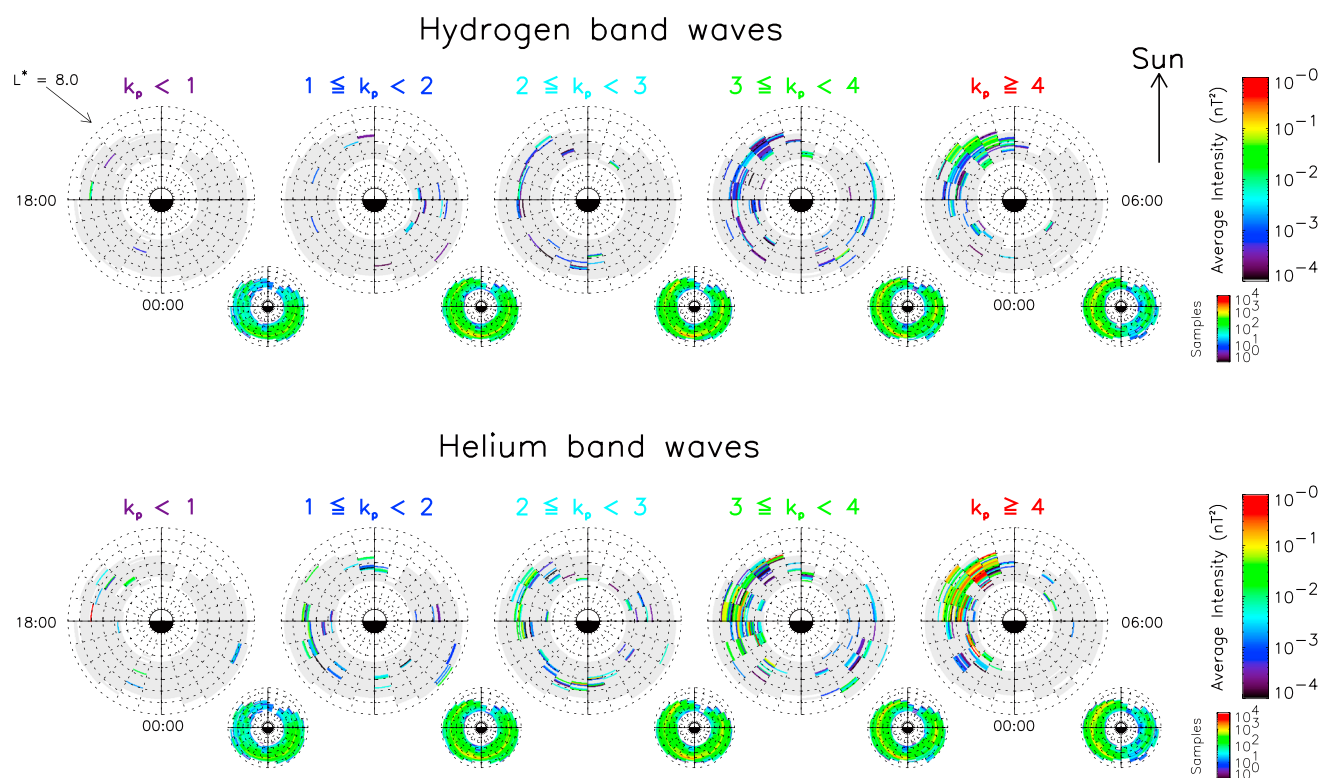 Hydrogen band waves
Sun
L* = 8.0
kp < 1
1 ≦ kp < 2
2 ≦ kp < 3
3 ≦ kp < 4
kp ≧ 4
18:00
06:00
00:00
00:00
Average Intensity (nT²)
10⁻⁰
10⁻¹
10⁻²
10⁻³
10⁻⁴
Samples
10⁴
10³
10²
10¹
10⁰
Helium band waves
kp < 1
1 ≦ kp < 2
2 ≦ kp < 3
3 ≦ kp < 4
kp ≧ 4
18:00
06:00
00:00
00:00
Average Intensity (nT²)
10⁻⁰
10⁻¹
10⁻²
10⁻³
10⁻⁴
Samples
10⁴
10³
10²
10¹
10⁰